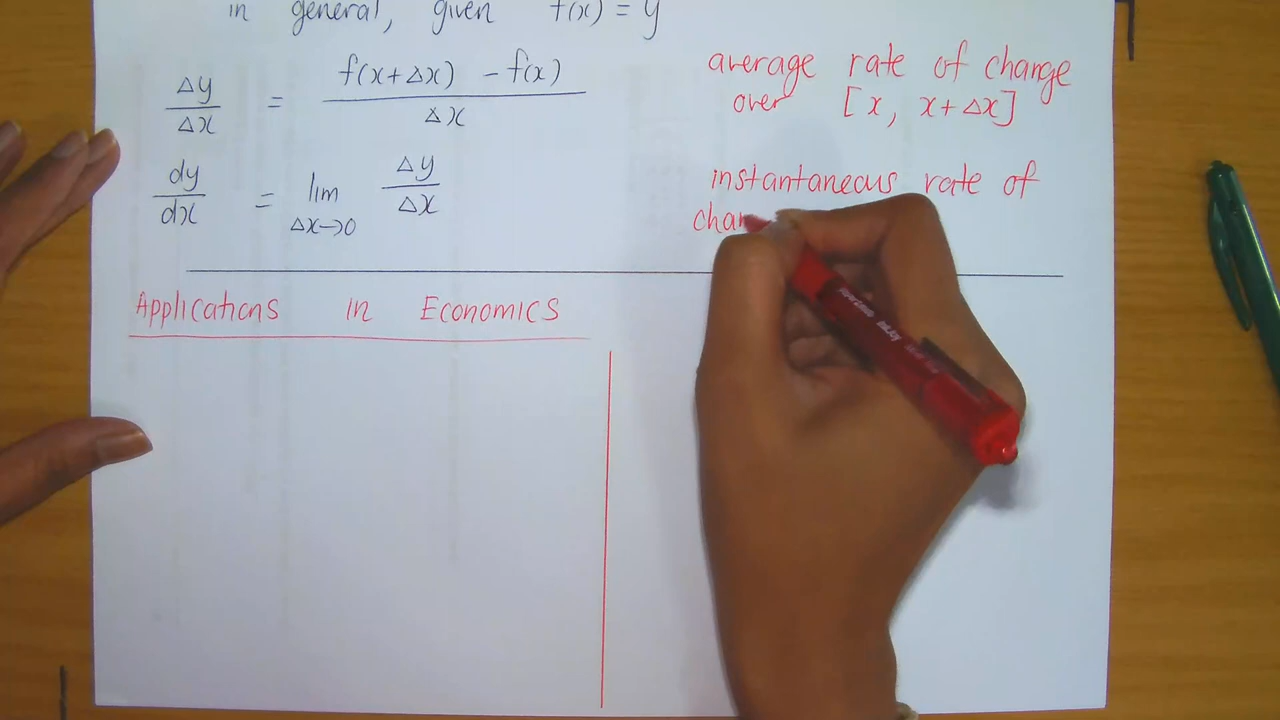 in general, given f(x) = y
Δy/Δx = f(x+Δx) - f(x)/Δx
average rate of change
over [x, x+Δx]
dy/dx = lim Δx→0 Δy/Δx
instantaneous rate of
chan
Applications in Economics